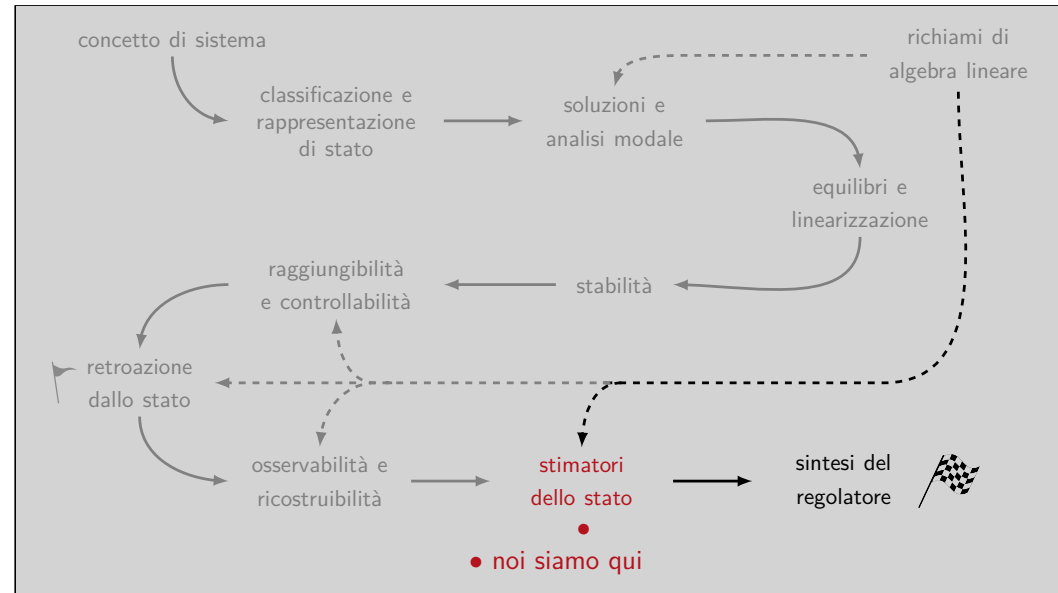 concetto di sistema
richiami di
algebra lineare
classificazione e
rappresentazione
di stato
soluzioni e
analisi modale
equilibri e
linearizzazione
raggiungibilità
e controllabilità
stabilità
retroazione
dallo stato
osservabilità e
ricostruibilità
stimatori
dello stato
sintesi del
regolatore
• noi siamo qui